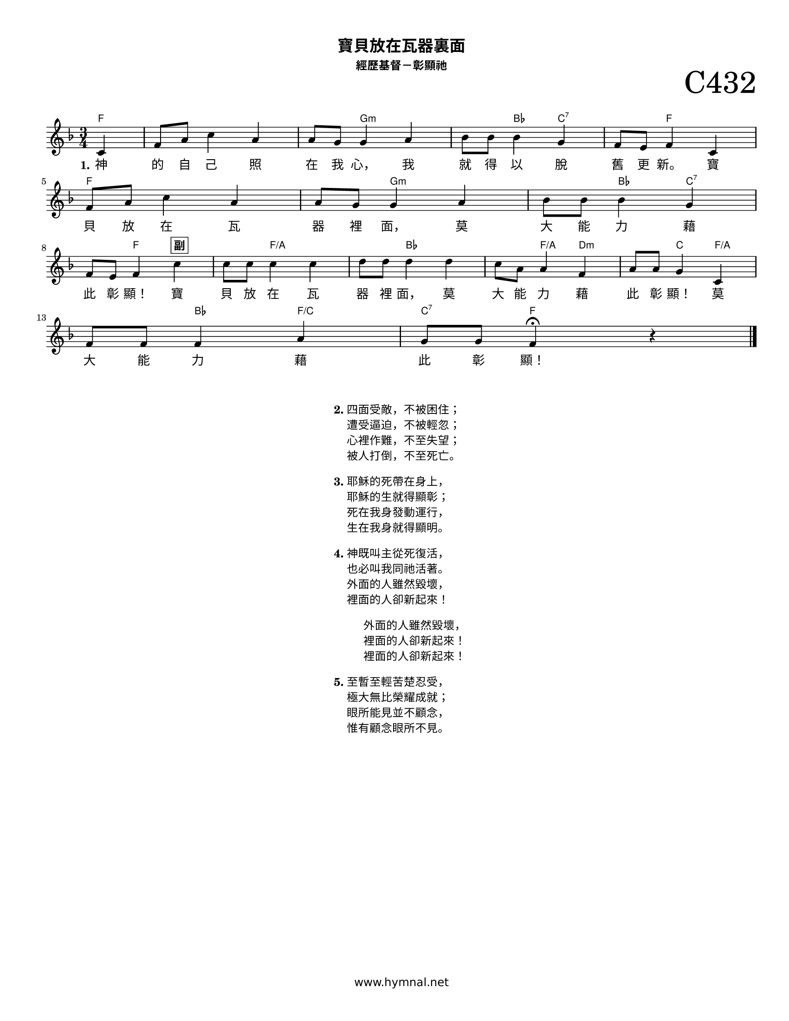 寶貝放在瓦器裏面
經歷基督－彰顯祂
C432
F Gm B♭ C7 F
3/4
1. 神 的 自 己 照 在 我 心， 我 就 得 以 脫 舊 更 新。 寶
5 F Gm B♭ C7
貝 放 在 瓦 器 裡 面， 莫 大 能 力 藉
8 F 副 F/A B♭ F/A Dm C F/A
此 彰 顯！ 寶 貝 放 在 瓦 器 裡 面， 莫 大 能 力 藉 此 彰 顯！ 莫
13 B♭ F/C C7 F
大 能 力 藉 此 彰 顯！
2. 四面受敵，不被困住；
遭受逼迫，不被輕忽；
心裡作難，不至失望；
被人打倒，不至死亡。
3. 耶穌的死帶在身上，
耶穌的生就得顯彰；
死在我身發動運行，
生在我身就得顯明。
4. 神既叫主從死復活，
也必叫我同祂活著。
外面的人雖然毀壞，
裡面的人卻新起來！
外面的人雖然毀壞，
裡面的人卻新起來！
裡面的人卻新起來！
5. 至暫至輕苦楚忍受，
極大無比榮耀成就；
眼所能見並不顧念，
惟有顧念眼所不見。
www.hymnal.net